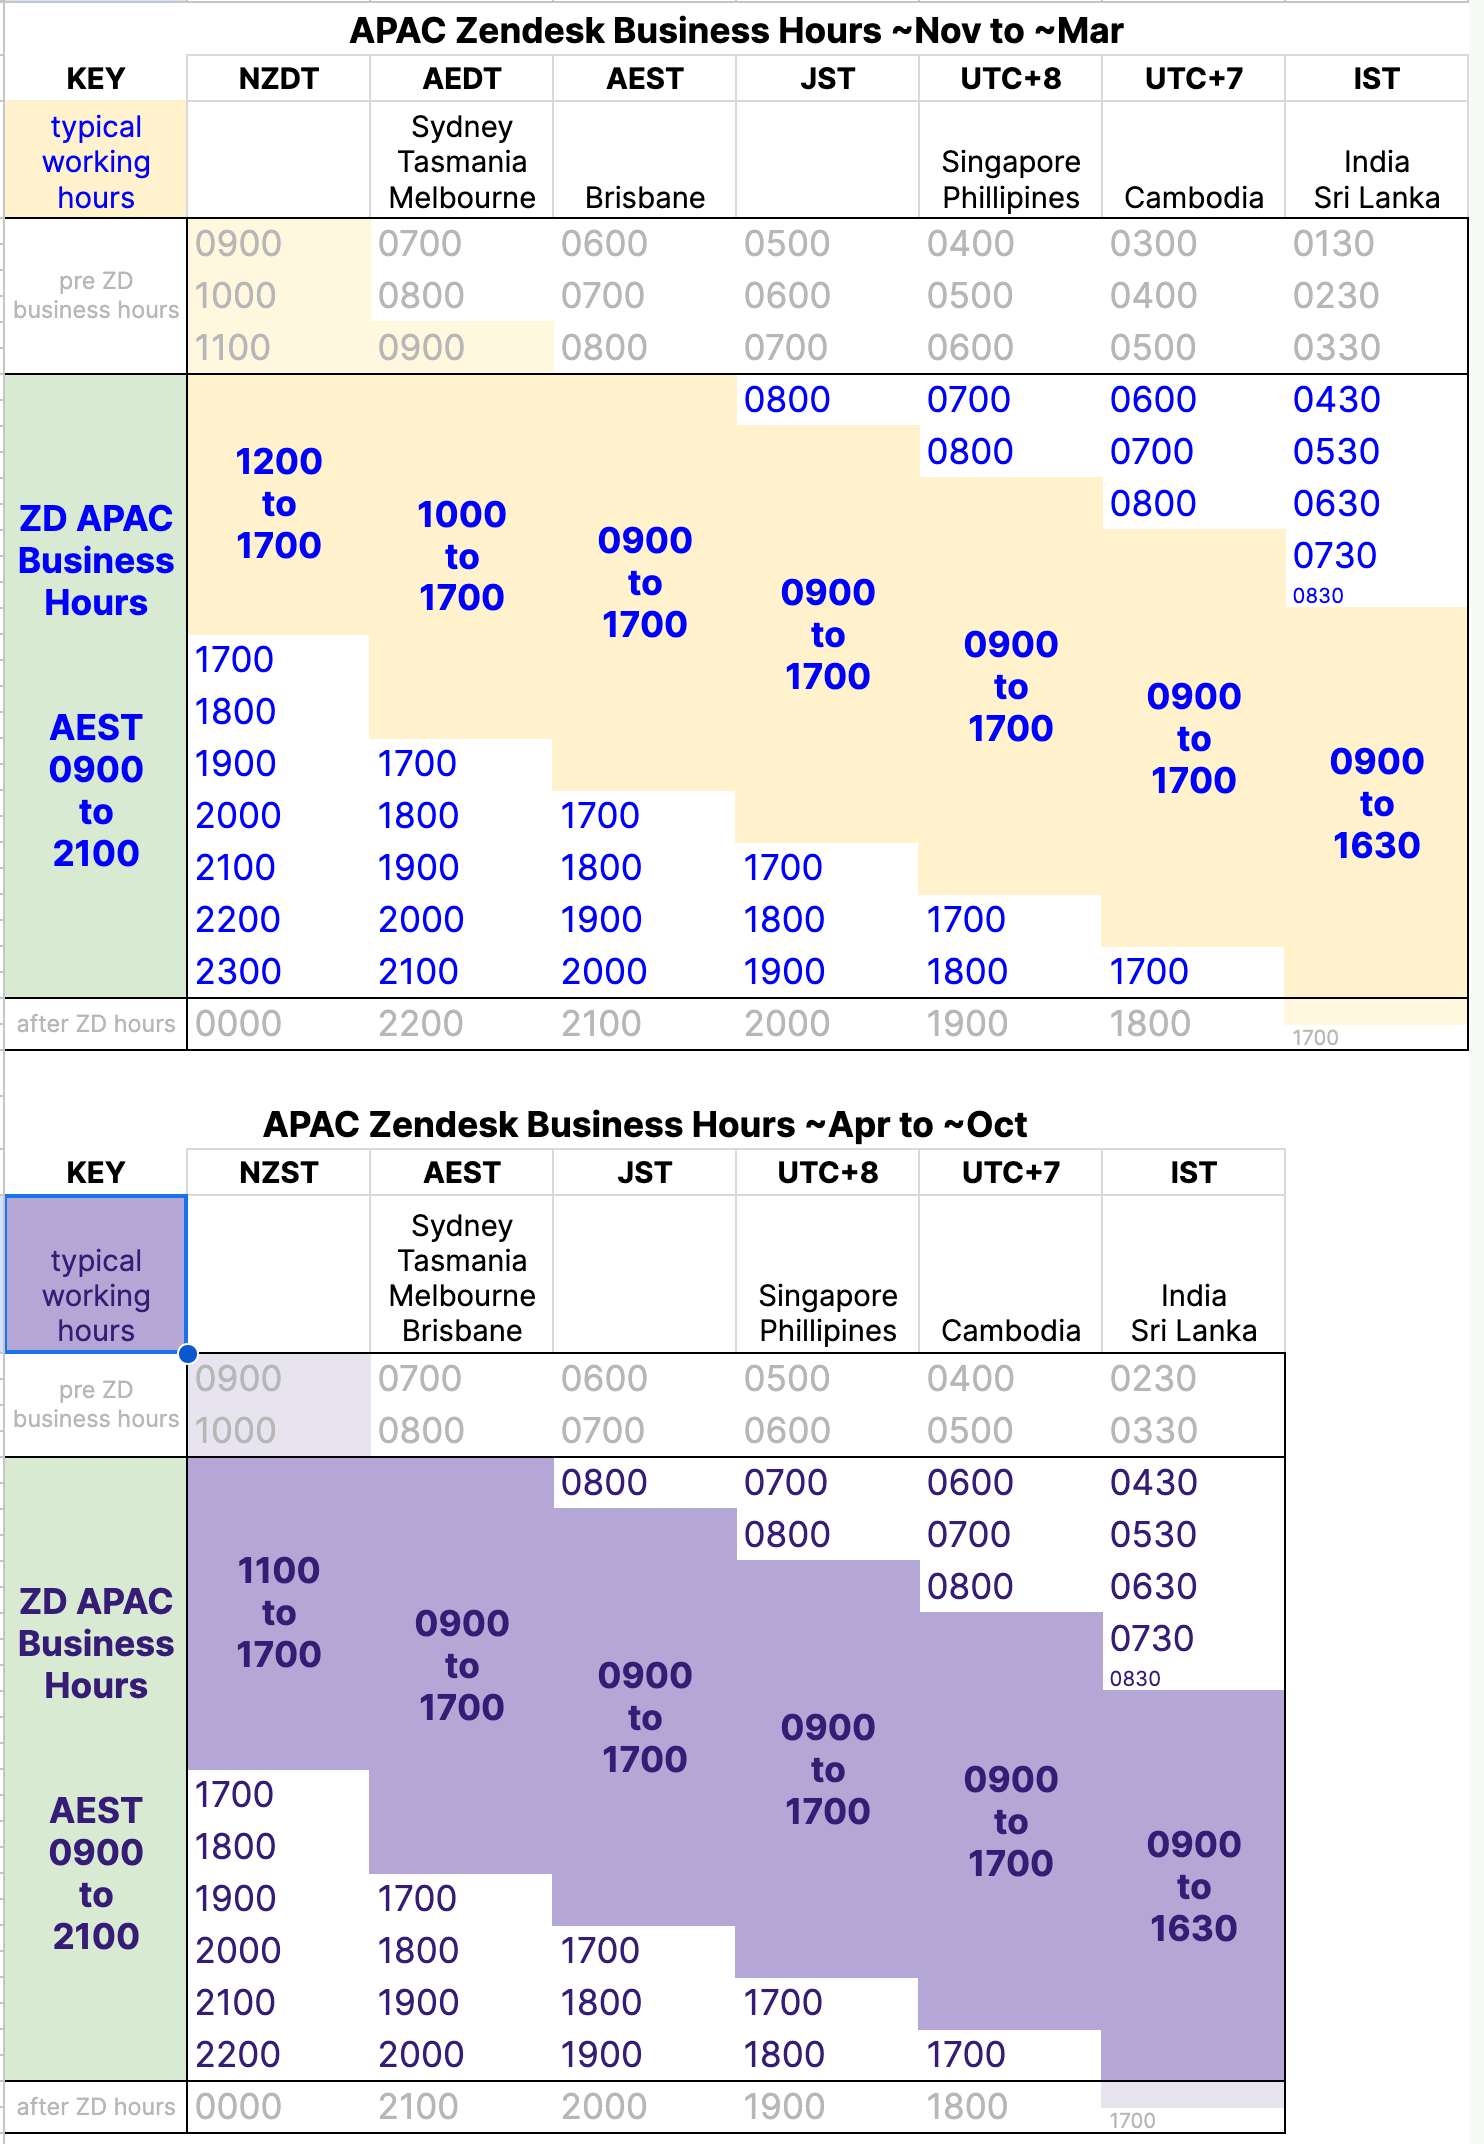 APAC Zendesk Business Hours ~Nov to ~Mar
KEY NZDT AEDT AEST JST UTC+8 UTC+7 IST
typical
working
hours
Sydney
Tasmania
Melbourne
Brisbane
Singapore
Phillipines
Cambodia
India
Sri Lanka
pre ZD
business hours
0900 0700 0600 0500 0400 0300 0130
1000 0800 0700 0600 0500 0400 0230
1100 0900 0800 0700 0600 0500 0330
ZD APAC
Business
Hours
AEST
0900
to
2100
1200
to
1700
1700
1800
1900
2000
2100
2200
2300
1000
to
1700
1700
1800
1900
2000
2100
0900
to
1700
1700
1800
1900
2000
0800
0900
to
1700
1700
1800
1900
0700
0800
0900
to
1700
1700
1800
0600
0700
0800
0900
to
1700
1700
0430
0530
0630
0730
0830
0900
to
1630
after ZD hours 0000 2200 2100 2000 1900 1800 1700
APAC Zendesk Business Hours ~Apr to ~Oct
KEY NZST AEST JST UTC+8 UTC+7 IST
typical
working
hours
Sydney
Tasmania
Melbourne
Brisbane
Singapore
Phillipines
Cambodia
India
Sri Lanka
pre ZD
business hours
0900 0700 0600 0500 0400 0230
1000 0800 0700 0600 0500 0330
ZD APAC
Business
Hours
AEST
0900
to
2100
1100
to
1700
1700
1800
1900
2000
2100
2200
0900
to
1700
1700
1800
1900
2000
0800
0900
to
1700
1700
1800
1900
0700
0800
0900
to
1700
1700
1800
0600
0700
0800
0900
to
1700
1700
0430
0530
0630
0730
0830
0900
to
1630
after ZD hours 0000 2100 2000 1900 1800 1700